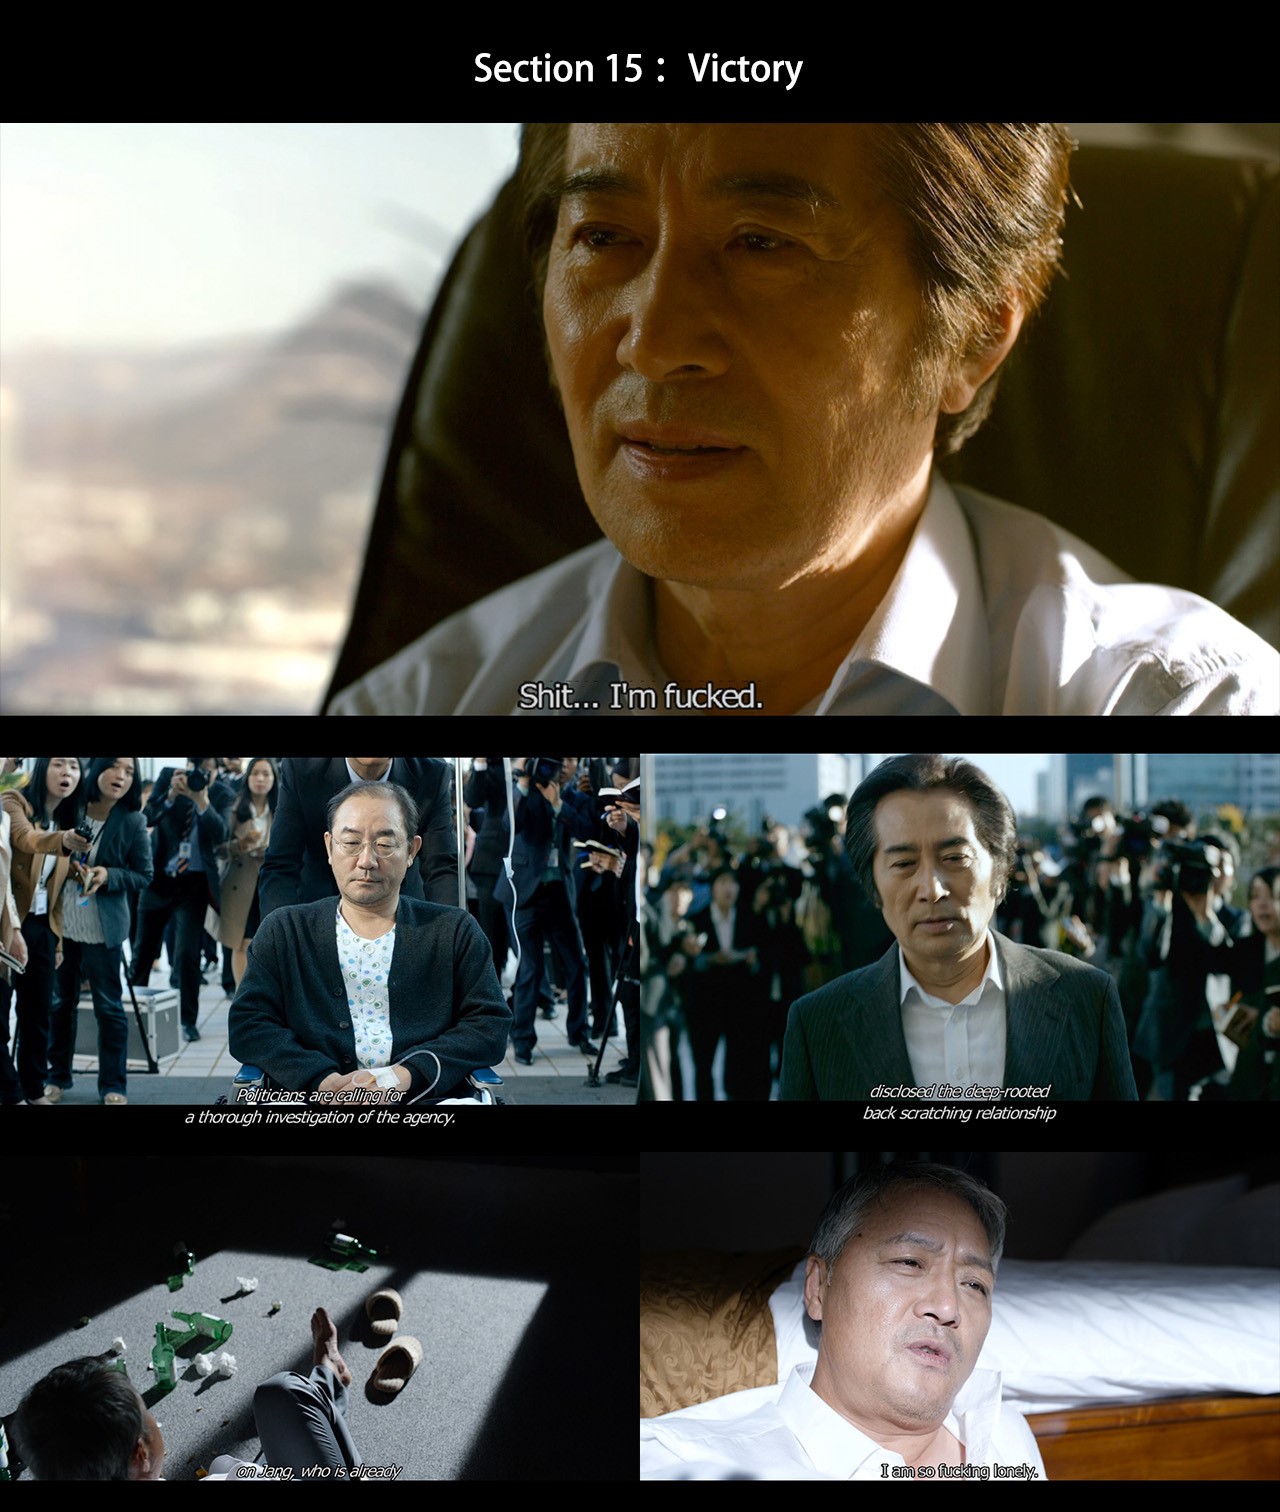 Section 15： Victory
Shit... I'm fucked.
Politicians are calling for
a thorough investigation of the agency.
disclosed the deep-rooted
back scratching relationship
on Jang, who is already
I am so fucking lonely.